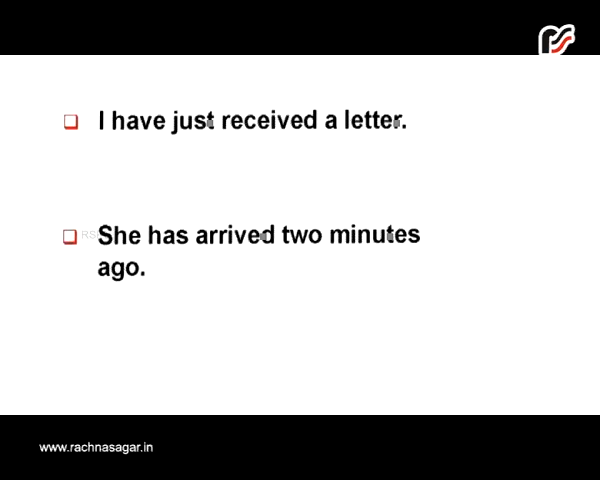 I have just received a letter.
She has arrived two minutes
ago.
www.rachnasagar.in